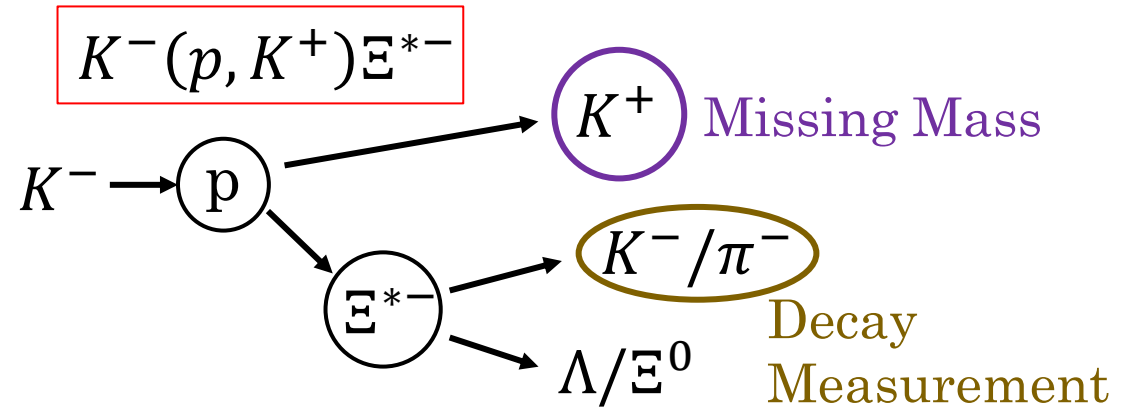 K⁻(p, K⁺)Ξ*⁻
K⁺ Missing Mass
K⁻ p
K⁻/π⁻
Ξ*⁻
Decay
Λ/Ξ⁰
Measurement